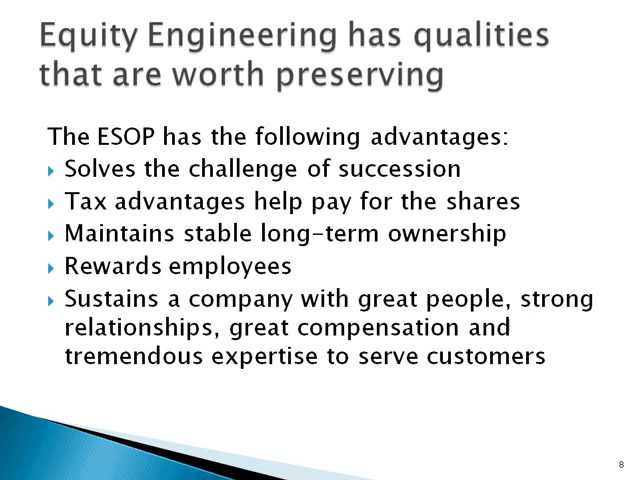 Equity Engineering has qualities
that are worth preserving
The ESOP has the following advantages:
Solves the challenge of succession
Tax advantages help pay for the shares
Maintains stable long-term ownership
Rewards employees
Sustains a company with great people, strong
relationships, great compensation and
tremendous expertise to serve customers
8